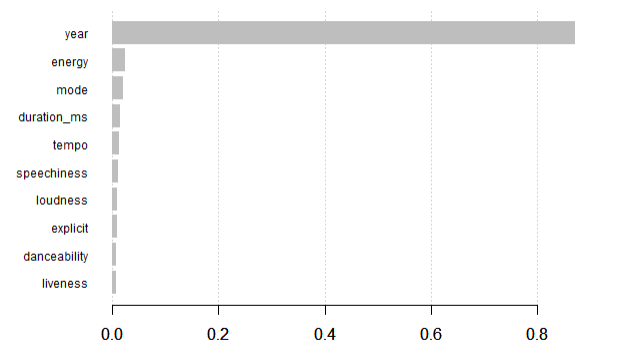 year
energy
mode
duration_ms
tempo
speechiness
loudness
explicit
danceability
liveness
0.0 0.2 0.4 0.6 0.8